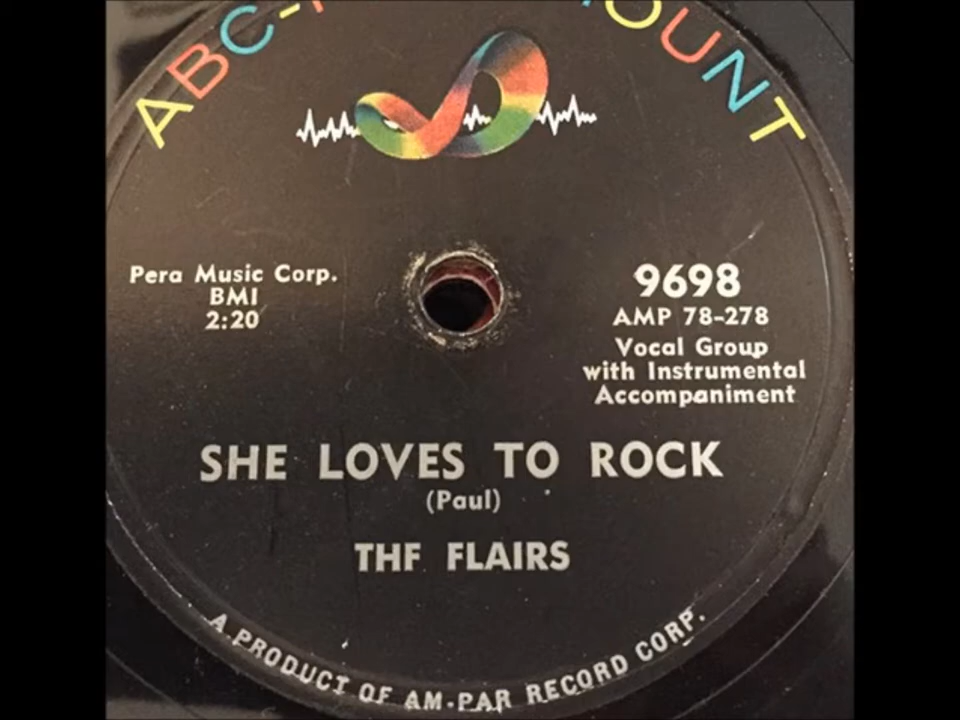 ABC-
OUNT
Pera Music Corp.
BMI
2:20
9698
AMP 78-278
Vocal Group
with Instrumental
Accompaniment
SHE LOVES TO ROCK
(Paul)
THF FLAIRS
A PRODUCT OF AM-PAR RECORD CORP.